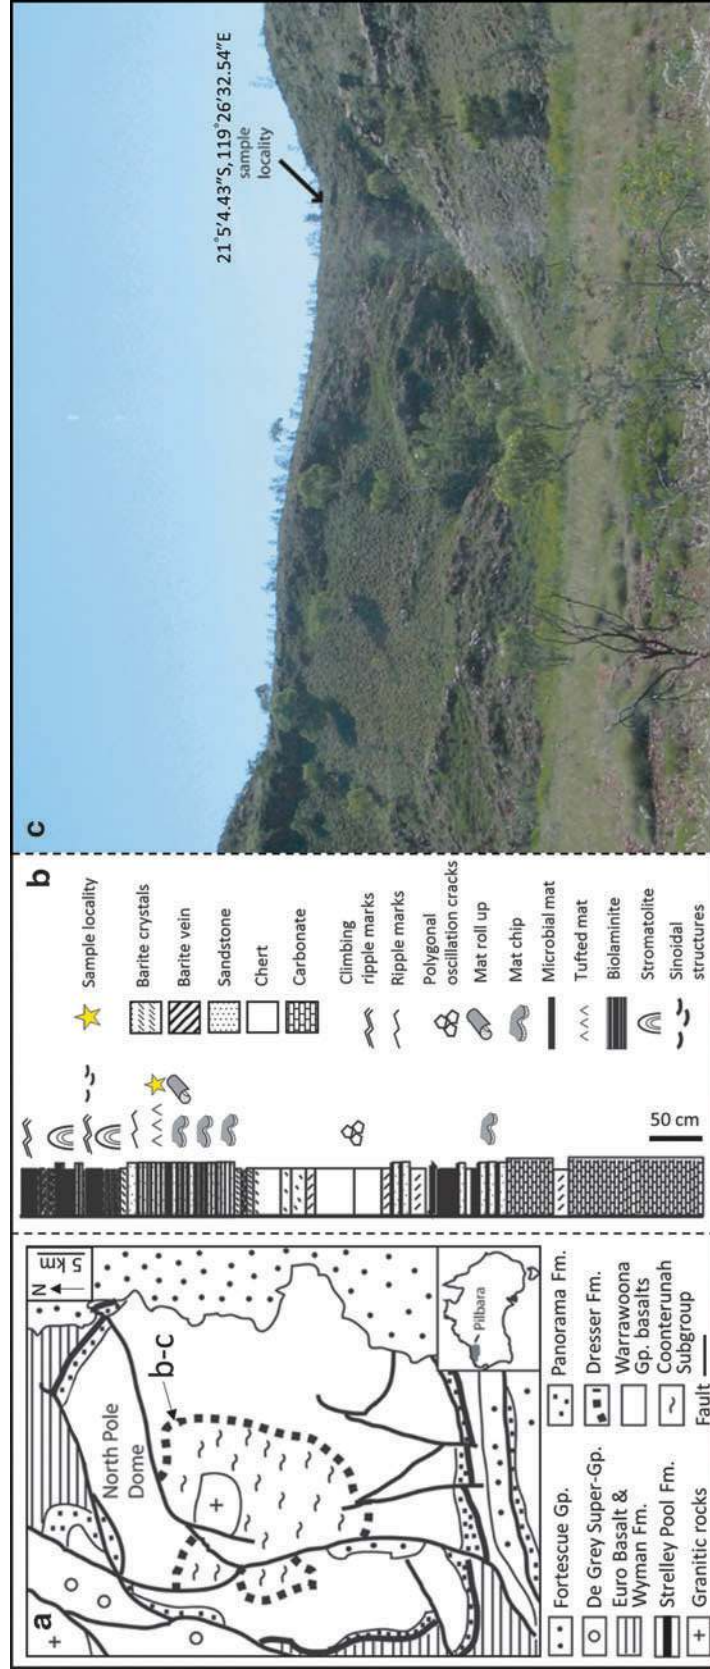 a
North Pole
Dome
b-c
N
5 km
Pilbara
Fortescue Gp.
De Grey Super-Gp.
Euro Basalt &
Wyman Fm.
Strelley Pool Fm.
Granitic rocks
Panorama Fm.
Dresser Fm.
Warrawoona
Gp. basalts
Coonterunah
Subgroup
Fault
b
50 cm
Sample locality
Barite crystals
Barite vein
Sandstone
Chert
Carbonate
Climbing
ripple marks
Ripple marks
Polygonal
oscillation cracks
Mat roll up
Mat chip
Microbial mat
Tufted mat
Biolaminite
Stromatolite
Sinoidal
structures
c
21°5′4.43″S, 119°26′32.54″E
sample
locality